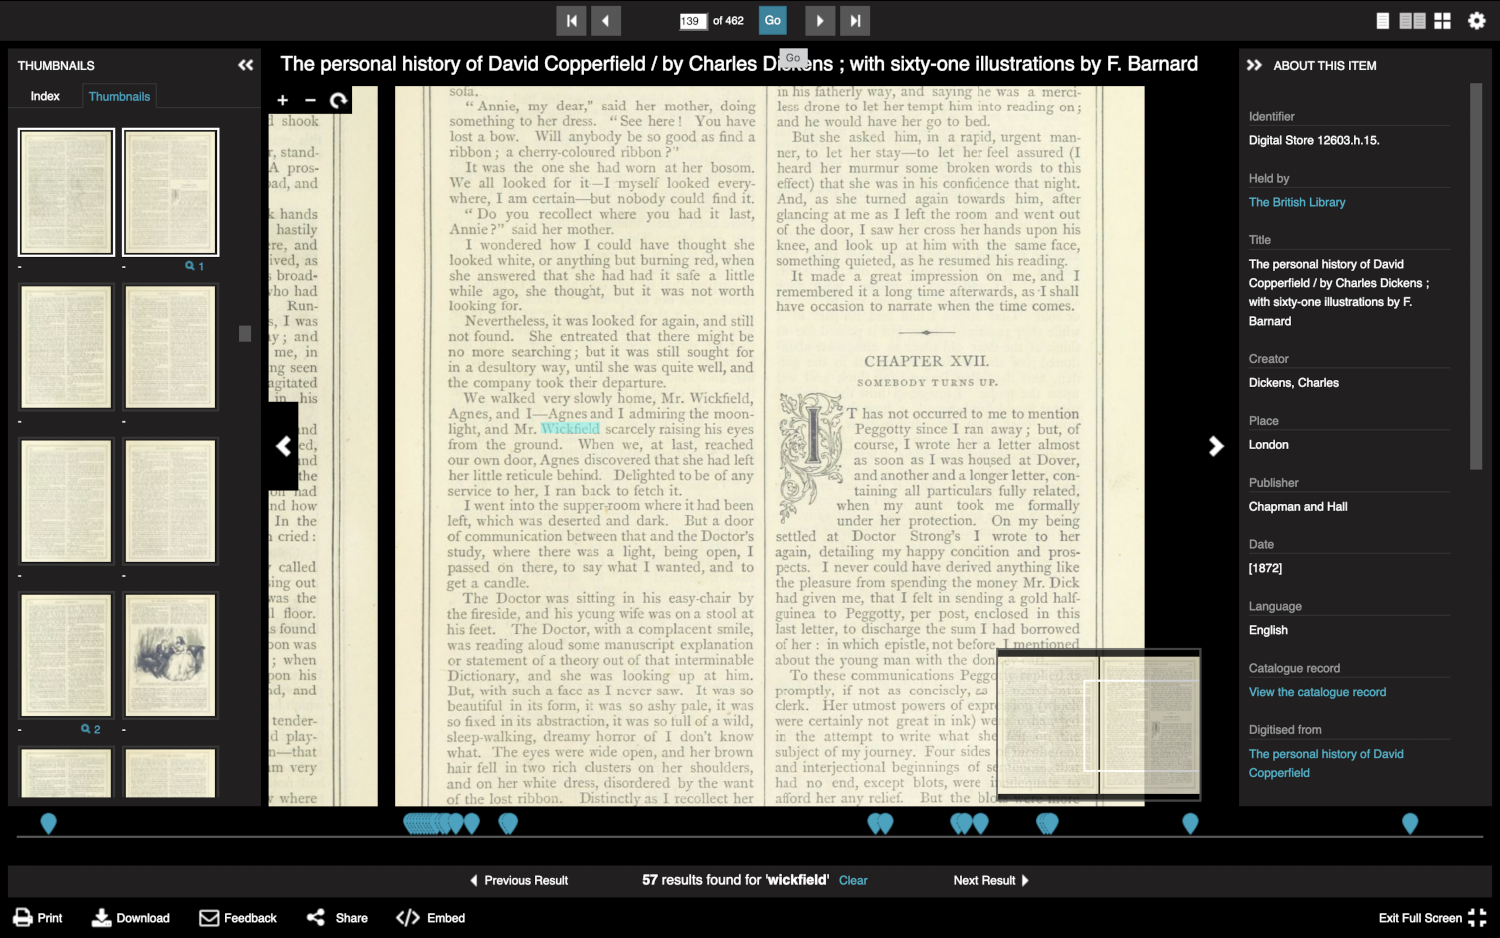 139 of 462 Go
Go
THUMBNAILS
Index Thumbnails
1
2
The personal history of David Copperfield / by Charles Dickens ; with sixty-one illustrations by F. Barnard
d shook
r, stand-
A pros-
ad, and
k hands
hastily
re, and
ived, as
s broad-
who had
Run-
s, I was
y ; and
me, in
ng seen
agitated
in his
nd
ed,
and
the
on had
nd how
In the
n cried :
y called
ing out
was the
l floor.
s found
oon was
; when
pon his
nd, and
tender-
d play-
n—that
am very
y where
sofa.
“ Annie, my dear,” said her mother, doing
something to her dress. “ See here ! You have
lost a bow. Will anybody be so good as find a
ribbon ; a cherry-coloured ribbon ?”
It was the one she had worn at her bosom.
We all looked for it—I myself looked every-
where, I am certain—but nobody could find it.
“ Do you recollect where you had it last,
Annie ?” said her mother.
I wondered how I could have thought she
looked white, or anything but burning red, when
she answered that she had had it safe a little
while ago, she thought, but it was not worth
looking for.
Nevertheless, it was looked for again, and still
not found. She entreated that there might be
no more searching ; but it was still sought for
in a desultory way, until she was quite well, and
the company took their departure.
We walked very slowly home, Mr. Wickfield,
Agnes, and I—Agnes and I admiring the moon-
light, and Mr. Wickfield scarcely raising his eyes
from the ground. When we, at last, reached
our own door, Agnes discovered that she had left
her little reticule behind. Delighted to be of any
service to her, I ran back to fetch it.
I went into the supper-room where it had been
left, which was deserted and dark. But a door
of communication between that and the Doctor’s
study, where there was a light, being open, I
passed on there, to say what I wanted, and to
get a candle.
The Doctor was sitting in his easy-chair by
the fireside, and his young wife was on a stool at
his feet. The Doctor, with a complacent smile,
was reading aloud some manuscript explanation
or statement of a theory out of that interminable
Dictionary, and she was looking up at him.
But, with such a face as I never saw. It was so
beautiful in its form, it was so ashy pale, it was
so fixed in its abstraction, it was so full of a wild,
sleep-walking, dreamy horror of I don’t know
what. The eyes were wide open, and her brown
hair fell in two rich clusters on her shoulders,
and on her white dress, disordered by the want
of the lost ribbon. Distinctly as I recollect her
in his fatherly way, and saying he was a merci-
less drone to let her tempt him into reading on ;
and he would have her go to bed.
But she asked him, in a rapid, urgent man-
ner, to let her stay—to let her feel assured (I
heard her murmur some broken words to this
effect) that she was in his confidence that night.
And, as she turned again towards him, after
glancing at me as I left the room and went out
of the door, I saw her cross her hands upon his
knee, and look up at him with the same face,
something quieted, as he resumed his reading.
It made a great impression on me, and I
remembered it a long time afterwards, as I shall
have occasion to narrate when the time comes.
CHAPTER XVII.
SOMEBODY TURNS UP.
IT has not occurred to me to mention
Peggotty since I ran away ; but, of
course, I wrote her a letter almost
as soon as I was housed at Dover,
and another and a longer letter, con-
taining all particulars fully related,
when my aunt took me formally
under her protection. On my being
settled at Doctor Strong’s I wrote to her
again, detailing my happy condition and pros-
pects. I never could have derived anything like
the pleasure from spending the money Mr. Dick
had given me, that I felt in sending a gold half-
guinea to Peggotty, per post, enclosed in this
last letter, to discharge the sum I had borrowed
of her : in which epistle, not before, I mentioned
about the young man with the don
To these communications Peggotty replied as
promptly, if not as concisely, as
clerk. Her utmost powers of expre
were certainly not great in ink) we
in the attempt to write what she
subject of my journey. Four sides
and interjectional beginnings of se
had no end, except blots, were i
afford her any relief. But the blo
ABOUT THIS ITEM
Identifier
Digital Store 12603.h.15.
Held by
The British Library
Title
The personal history of David
Copperfield / by Charles Dickens ;
with sixty-one illustrations by F.
Barnard
Creator
Dickens, Charles
Place
London
Publisher
Chapman and Hall
Date
[1872]
Language
English
Catalogue record
View the catalogue record
Digitised from
The personal history of David
Copperfield
Previous Result 57 results found for 'wickfield' Clear Next Result
Print Download Feedback Share Embed Exit Full Screen